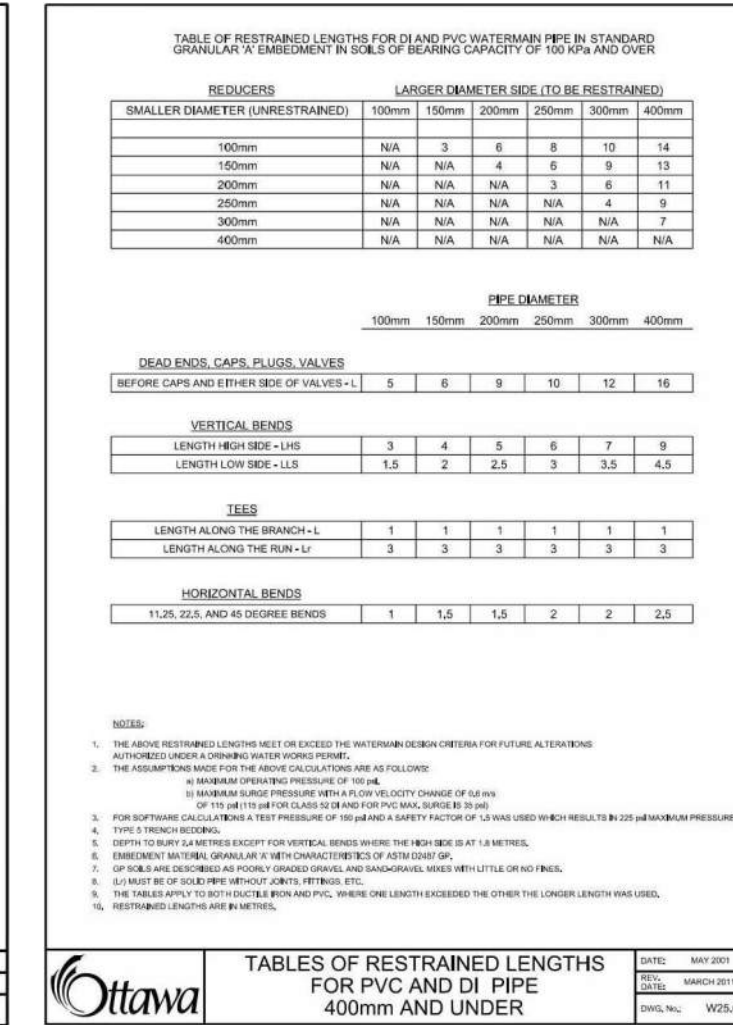 TABLE OF RESTRAINED LENGTHS FOR DI AND PVC WATERMAIN PIPE IN STANDARD
GRANULAR 'A' EMBEDMENT IN SOILS OF BEARING CAPACITY OF 100 KPa AND OVER
REDUCERS LARGER DIAMETER SIDE (TO BE RESTRAINED)
SMALLER DIAMETER (UNRESTRAINED) 100mm 150mm 200mm 250mm 300mm 400mm
100mm N/A 3 6 8 10 14
150mm N/A N/A 4 6 9 13
200mm N/A N/A N/A 3 6 11
250mm N/A N/A N/A N/A 4 9
300mm N/A N/A N/A N/A N/A 7
400mm N/A N/A N/A N/A N/A N/A
PIPE DIAMETER
100mm 150mm 200mm 250mm 300mm 400mm
DEAD ENDS, CAPS, PLUGS, VALVES
BEFORE CAPS AND EITHER SIDE OF VALVES - L 5 6 9 10 12 16
VERTICAL BENDS
LENGTH HIGH SIDE - LHS 3 4 5 6 7 9
LENGTH LOW SIDE - LLS 1.5 2 2.5 3 3.5 4.5
TEES
LENGTH ALONG THE BRANCH - L 1 1 1 1 1 1
LENGTH ALONG THE RUN - Lr 3 3 3 3 3 3
HORIZONTAL BENDS
11.25, 22.5, AND 45 DEGREE BENDS 1 1.5 1.5 2 2 2.5
NOTES:
1. THE ABOVE RESTRAINED LENGTHS MEET OR EXCEED THE WATERMAIN DESIGN CRITERIA FOR FUTURE ALTERATIONS
AUTHORIZED UNDER A DRINKING WATER WORKS PERMIT.
2. THE ASSUMPTIONS MADE FOR THE ABOVE CALCULATIONS ARE AS FOLLOWS:
a) MAXIMUM OPERATING PRESSURE OF 100 psi.
b) MAXIMUM SURGE PRESSURE WITH A FLOW VELOCITY CHANGE OF 0.6 m/s
OF 115 psi (115 psi FOR CLASS 52 DI AND FOR PVC MAX. SURGE IS 35 psi)
3. FOR SOFTWARE CALCULATIONS A TEST PRESSURE OF 150 psi AND A SAFETY FACTOR OF 1.5 WAS USED WHICH RESULTS IN 225 psi MAXIMUM PRESSURE
4. TYPE 5 TRENCH BEDDING.
5. DEPTH TO BURY 2.4 METRES EXCEPT FOR VERTICAL BENDS WHERE THE HIGH SIDE IS AT 1.8 METRES.
6. EMBEDMENT MATERIAL GRANULAR 'A' WITH CHARACTERISTICS OF ASTM D2487 GP.
7. GP SOILS ARE DESCRIBED AS POORLY GRADED GRAVEL AND SAND-GRAVEL MIXES WITH LITTLE OR NO FINES.
8. (Lr) MUST BE OF SOLID PIPE WITHOUT JOINTS, FITTINGS, ETC.
9. THE TABLES APPLY TO BOTH DUCTILE IRON AND PVC. WHERE ONE LENGTH EXCEEDED THE OTHER THE LONGER LENGTH WAS USED.
10. RESTRAINED LENGTHS ARE IN METRES.
Ottawa
TABLES OF RESTRAINED LENGTHS
FOR PVC AND DI PIPE
400mm AND UNDER
DATE: MAY 2001
REV. DATE: MARCH 2011
DWG. No.: W25.